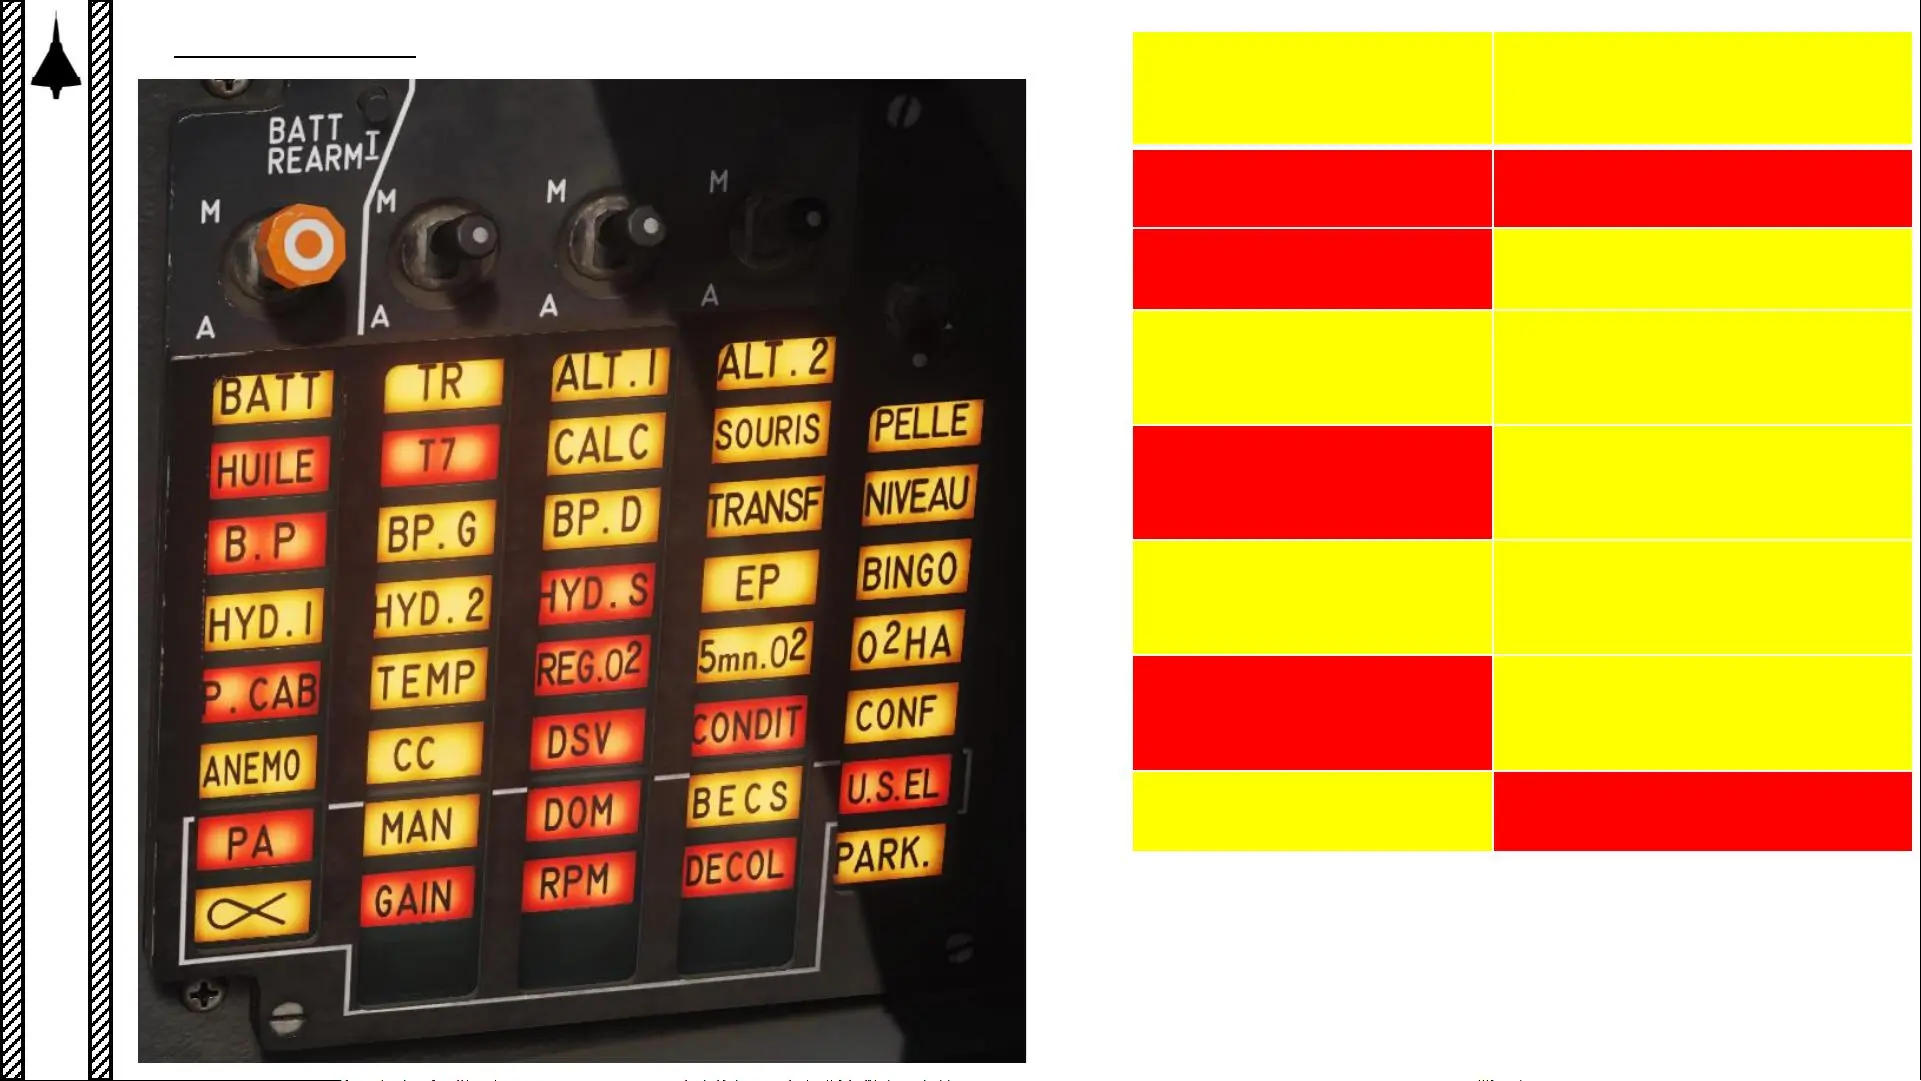 BATT
REARM
I
M M M M
A A A A
BATT TR ALT.1 ALT.2
HUILE T7 CALC SOURIS PELLE
B.P BP.G BP.D TRANSF NIVEAU
HYD.1 HYD.2 HYD.S EP BINGO
P.CAB TEMP REG.O2 5mn.O2 O2HA
ANEMO CC DSV CONDIT CONF
PA MAN DOM BECS U.S.EL
GAIN RPM DECOL PARK.